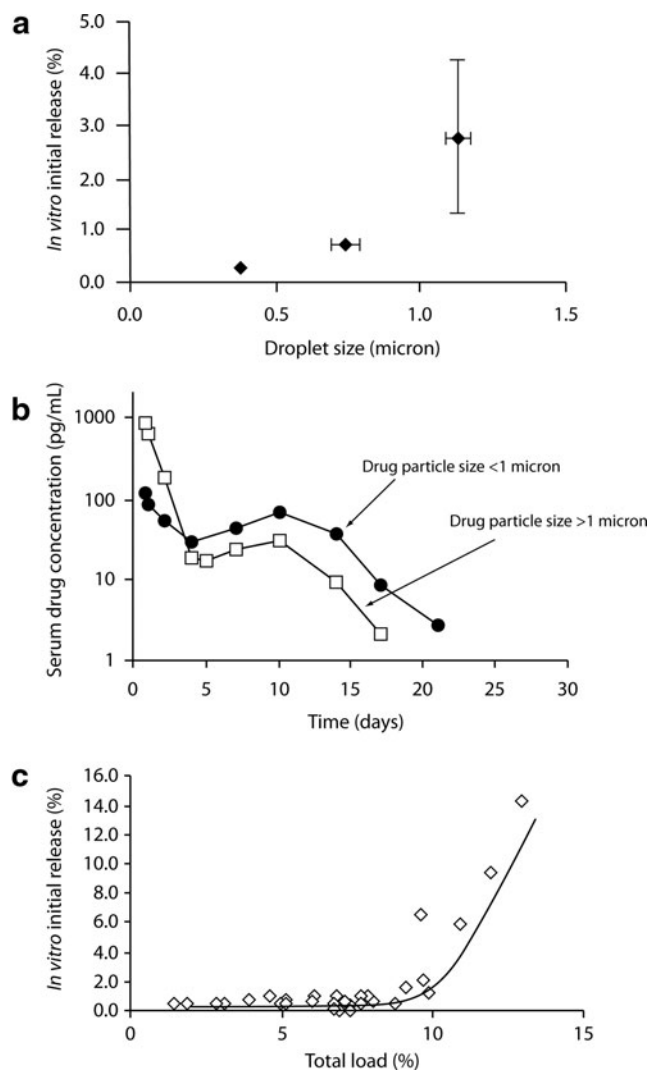 a
In vitro initial release (%)
5.0
4.0
3.0
2.0
1.0
0.0
0.0 0.5 1.0 1.5
Droplet size (micron)
b
Serum drug concentration (pg/mL)
1000
100
10
1
Drug particle size <1 micron
Drug particle size >1 micron
0 5 10 15 20 25 30
Time (days)
c
In vitro initial release (%)
16.0
14.0
12.0
10.0
8.0
6.0
4.0
2.0
0.0
0 5 10 15
Total load (%)